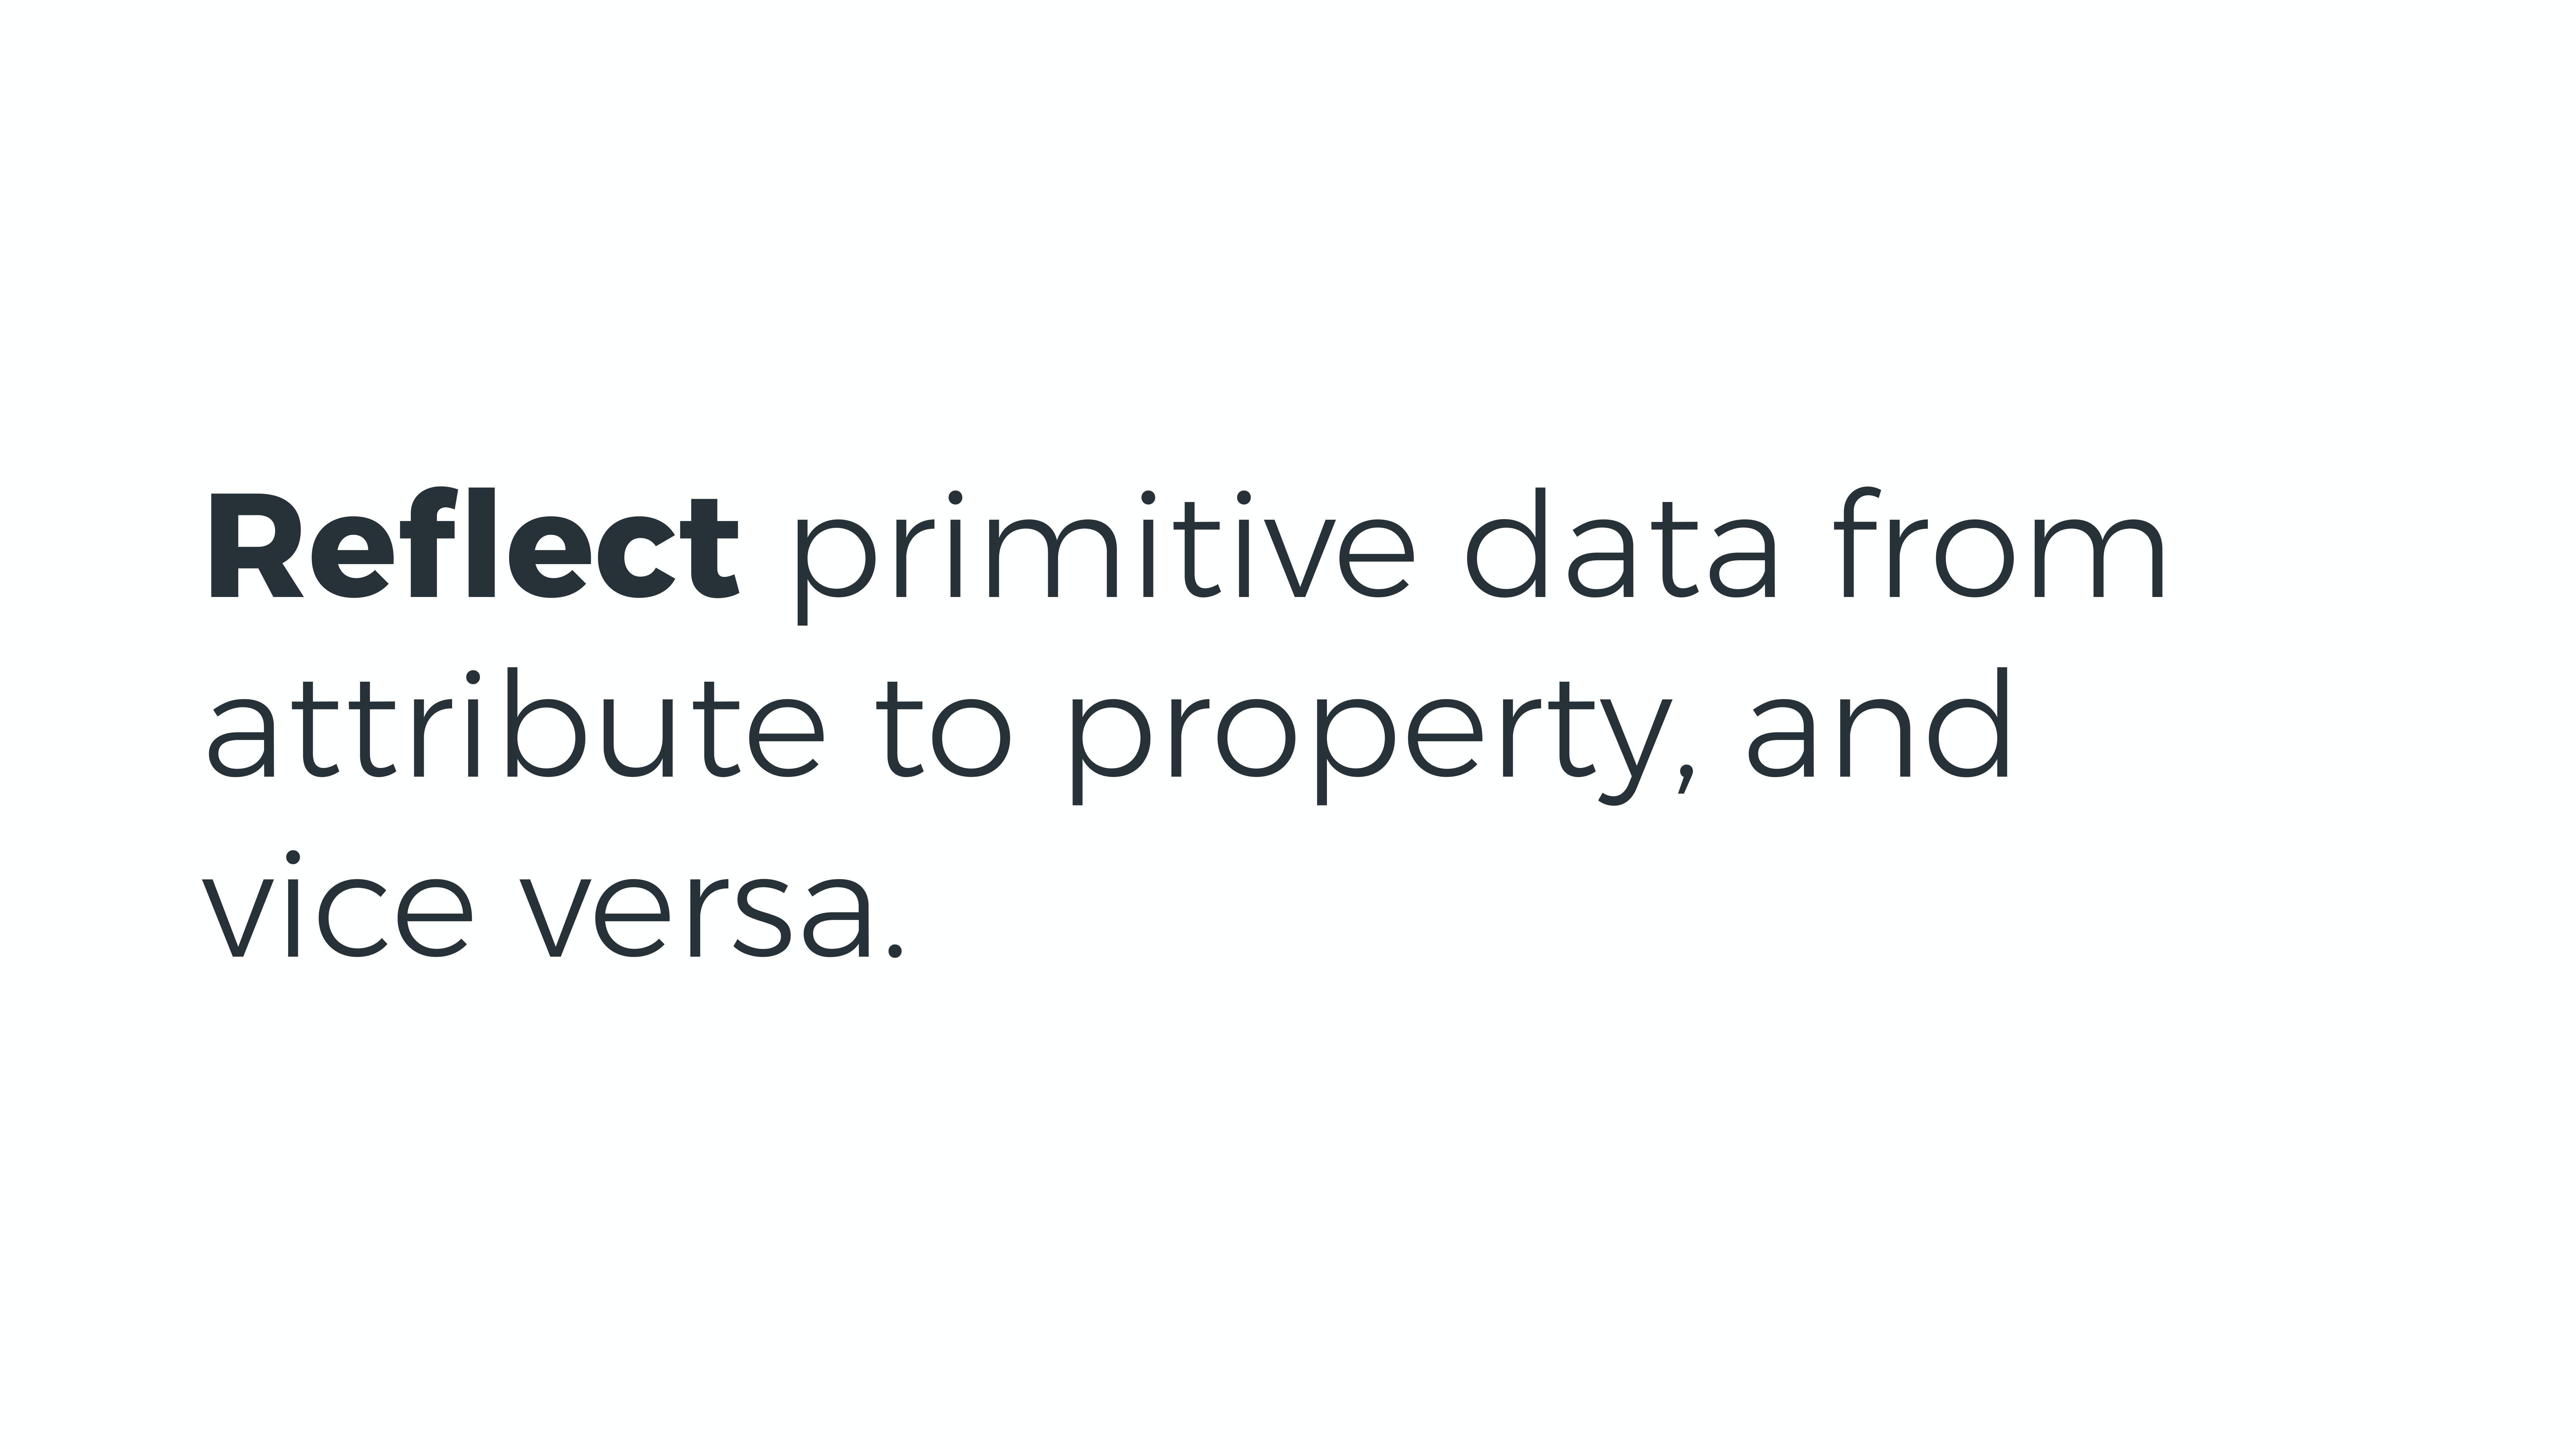 Reflect primitive data from
attribute to property, and
vice versa.